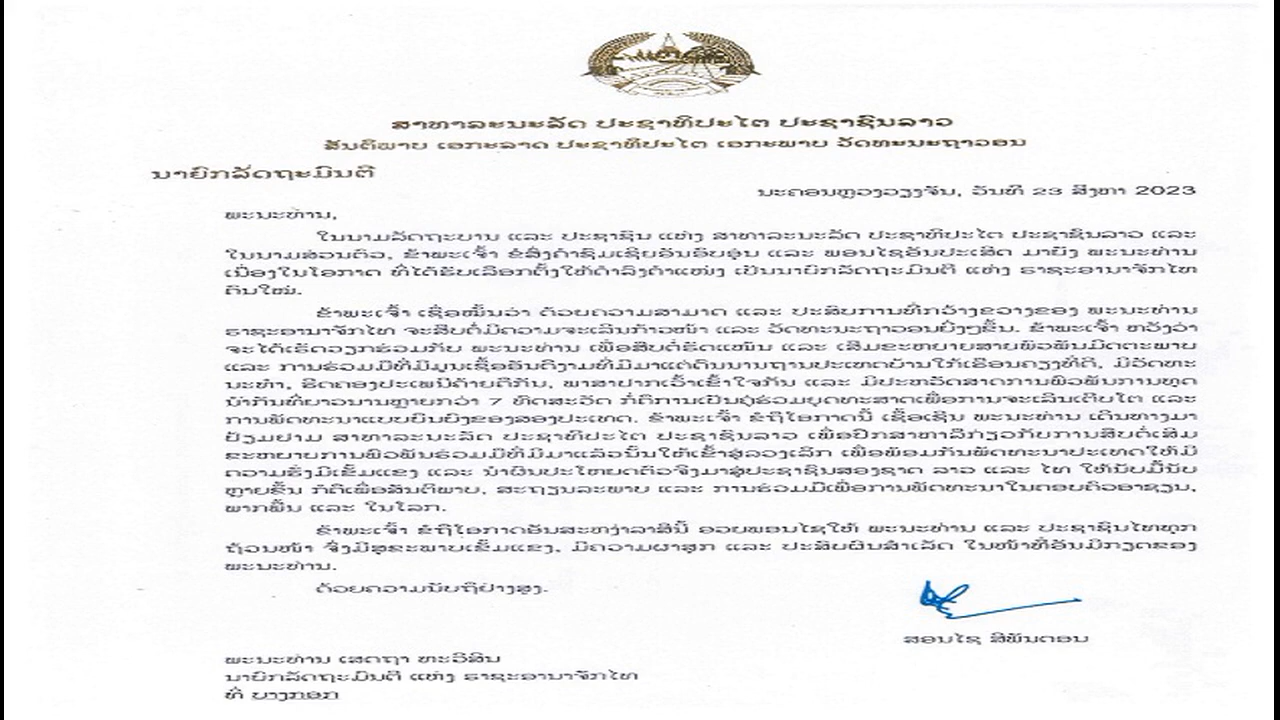 ສາທາລະນະລັດ ປະຊາທິປະໄຕ ປະຊາຊົນລາວ
ສັນຕິພາບ ເອກະລາດ ປະຊາທິປະໄຕ ເອກະພາບ ວັດທະນະຖາວອນ
ນາຍົກລັດຖະມົນຕີ
ນະຄອນຫຼວງວຽງຈັນ, ວັນທີ 23 ສິງຫາ 2023
ພະນະທ່ານ,
ໃນນາມລັດຖະບານ ແລະ ປະຊາຊົນ ແຫ່ງ ສາທາລະນະລັດ ປະຊາທິປະໄຕ ປະຊາຊົນລາວ ແລະ
ໃນນາມສ່ວນຕົວ, ຂ້າພະເຈົ້າ ຂໍສົ່ງຄຳຊົມເຊີຍອັນອົບອຸ່ນ ແລະ ພອນໄຊອັນປະເສີດ ມາຍັງ ພະນະທ່ານ
ເນື່ອງໃນໂອກາດ ທີ່ໄດ້ຮັບເລືອກຕັ້ງໃຫ້ດຳລົງຕຳແໜ່ງ ເປັນນາຍົກລັດຖະມົນຕີ ແຫ່ງ ຣາຊະອານາຈັກໄທ
ຄົນໃໝ່.
ຂ້າພະເຈົ້າ ເຊື່ອໝັ້ນວ່າ ດ້ວຍຄວາມສາມາດ ແລະ ປະສົບການທີ່ກວ້າງຂວາງຂອງ ພະນະທ່ານ
ຣາຊະອານາຈັກໄທ ຈະສືບຕໍ່ມີຄວາມຈະເລີນກ້າວໜ້າ ແລະ ວັດທະນະຖາວອນຍິ່ງໆຂຶ້ນ. ຂ້າພະເຈົ້າ ຫວັງວ່າ
ຈະໄດ້ເຮັດວຽກຮ່ວມກັບ ພະນະທ່ານ ເພື່ອສືບຕໍ່ຮັດແໜ້ນ ແລະ ເສີມຂະຫຍາຍສາຍພົວພັນມິດຕະພາບ
ແລະ ການຮ່ວມມືທີ່ມີມູນເຊື້ອອັນດີງາມທີ່ມີມາແຕ່ດົນນານຖານປະເທດບ້ານໃກ້ເຮືອນຄຽງທີ່ດີ, ມີວັດທະ
ນະທຳ, ຮີດຄອງປະເພນີຄ້າຍຄືກັນ, ພາສາປາກເວົ້າເຂົ້າໃຈກັນ ແລະ ມີປະຫວັດສາດການພົວພັນການທູດ
ນຳກັນທີ່ຍາວນານຫຼາຍກວ່າ 7 ທົດສະວັດ ກໍ່ຄືການເປັນຄູ່ຮ່ວມຍຸດທະສາດເພື່ອການຈະເລີນເຕີບໂຕ ແລະ
ການພັດທະນາແບບຍືນຍົງຂອງສອງປະເທດ. ຂ້າພະເຈົ້າ ຂໍຖືໂອກາດນີ້ ເຊື້ອເຊີນ ພະນະທ່ານ ເດີນທາງມາ
ຢ້ຽມຢາມ ສາທາລະນະລັດ ປະຊາທິປະໄຕ ປະຊາຊົນລາວ ເພື່ອປຶກສາຫາລືກ່ຽວກັບການສືບຕໍ່ເສີມ
ຂະຫຍາຍການພົວພັນຮ່ວມມືທີ່ມີມາແລ້ວນັ້ນໃຫ້ເຂົ້າສູ່ລວງເລິກ ເພື່ອພ້ອມກັນພັດທະນາປະເທດໃຫ້ມີ
ຄວາມຮັ່ງມີເຂັ້ມແຂງ ແລະ ນຳຜົນປະໂຫຍດຕົວຈິງມາສູ່ປະຊາຊົນສອງຊາດ ລາວ ແລະ ໄທ ໃຫ້ນັບມື້ນັບ
ຫຼາຍຂຶ້ນ ກໍຄືເພື່ອສັນຕິພາບ, ສະຖຽນລະພາບ ແລະ ການຮ່ວມມືເພື່ອການພັດທະນາໃນຄອບຄົວອາຊຽນ,
ພາກພື້ນ ແລະ ໃນໂລກ.
ຂ້າພະເຈົ້າ ຂໍຖືໂອກາດອັນສະຫງ່າລາສີນີ້ ອວຍພອນໄຊໃຫ້ ພະນະທ່ານ ແລະ ປະຊາຊົນໄທທຸກ
ຖ້ວນໜ້າ ຈົ່ງມີສຸຂະພາບເຂັ້ມແຂງ, ມີຄວາມຜາສຸກ ແລະ ປະສົບຜົນສຳເລັດ ໃນໜ້າທີ່ອັນມີກຽດຂອງ
ພະນະທ່ານ.
ດ້ວຍຄວາມນັບຖືຢ່າງສູງ.
ສອນໄຊ ສີພັນດອນ
ພະນະທ່ານ ເສດຖາ ທະວີສິນ
ນາຍົກລັດຖະມົນຕີ ແຫ່ງ ຣາຊະອານາຈັກໄທ
ທີ່ ບາງກອກ